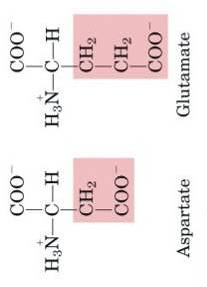 COO⁻
H₃N⁺—C—H
CH₂
COO⁻
Aspartate
COO⁻
H₃N⁺—C—H
CH₂
CH₂
COO⁻
Glutamate